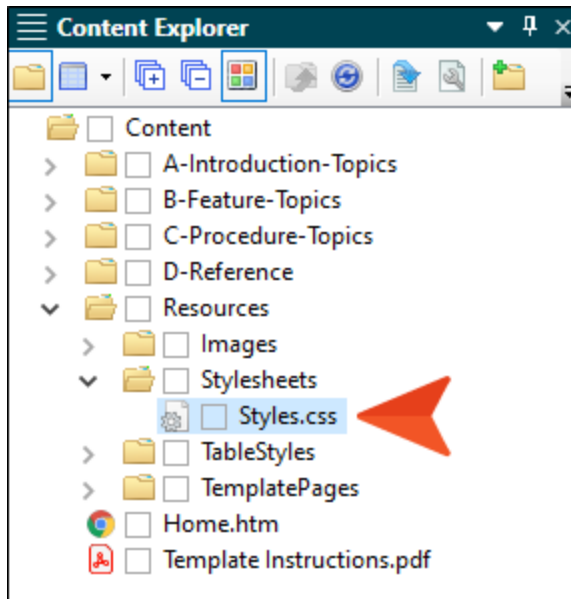 Content Explorer
Content
A-Introduction-Topics
B-Feature-Topics
C-Procedure-Topics
D-Reference
Resources
Images
Stylesheets
Styles.css
TableStyles
TemplatePages
Home.htm
Template Instructions.pdf